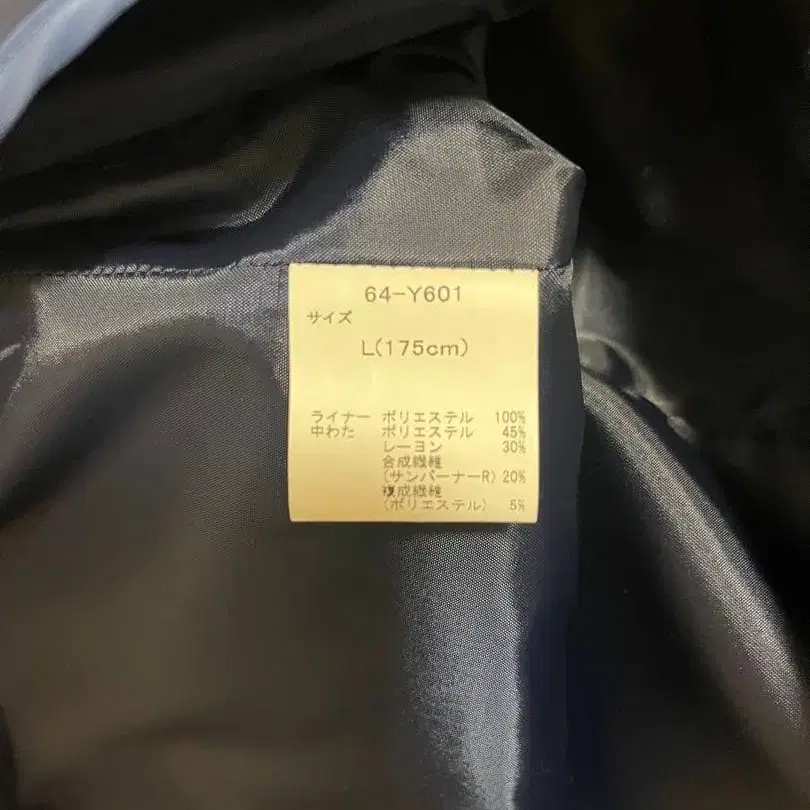 64-Y601
サイズ
L(175cm)
ライナー ポリエステル 100%
中わた ポリエステル 45%
レーヨン 30%
合成繊維
(サンバーナーR) 20%
複成繊維
(ポリエステル) 5%